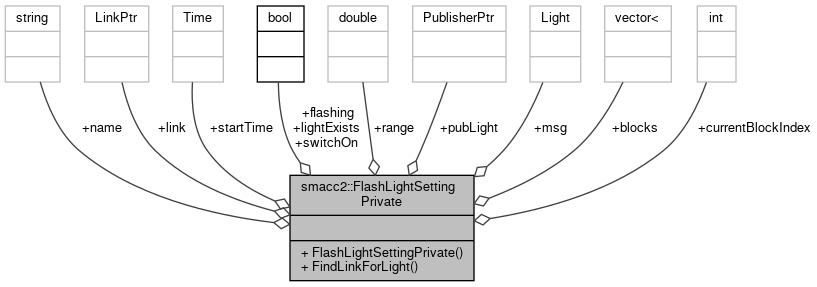 string
LinkPtr
Time
bool
double
PublisherPtr
Light
vector<
int
+name
+link
+startTime
+flashing
+lightExists
+switchOn
+range
+pubLight
+msg
+blocks
+currentBlockIndex
smacc2::FlashLightSetting
Private
+ FlashLightSettingPrivate()
+ FindLinkForLight()